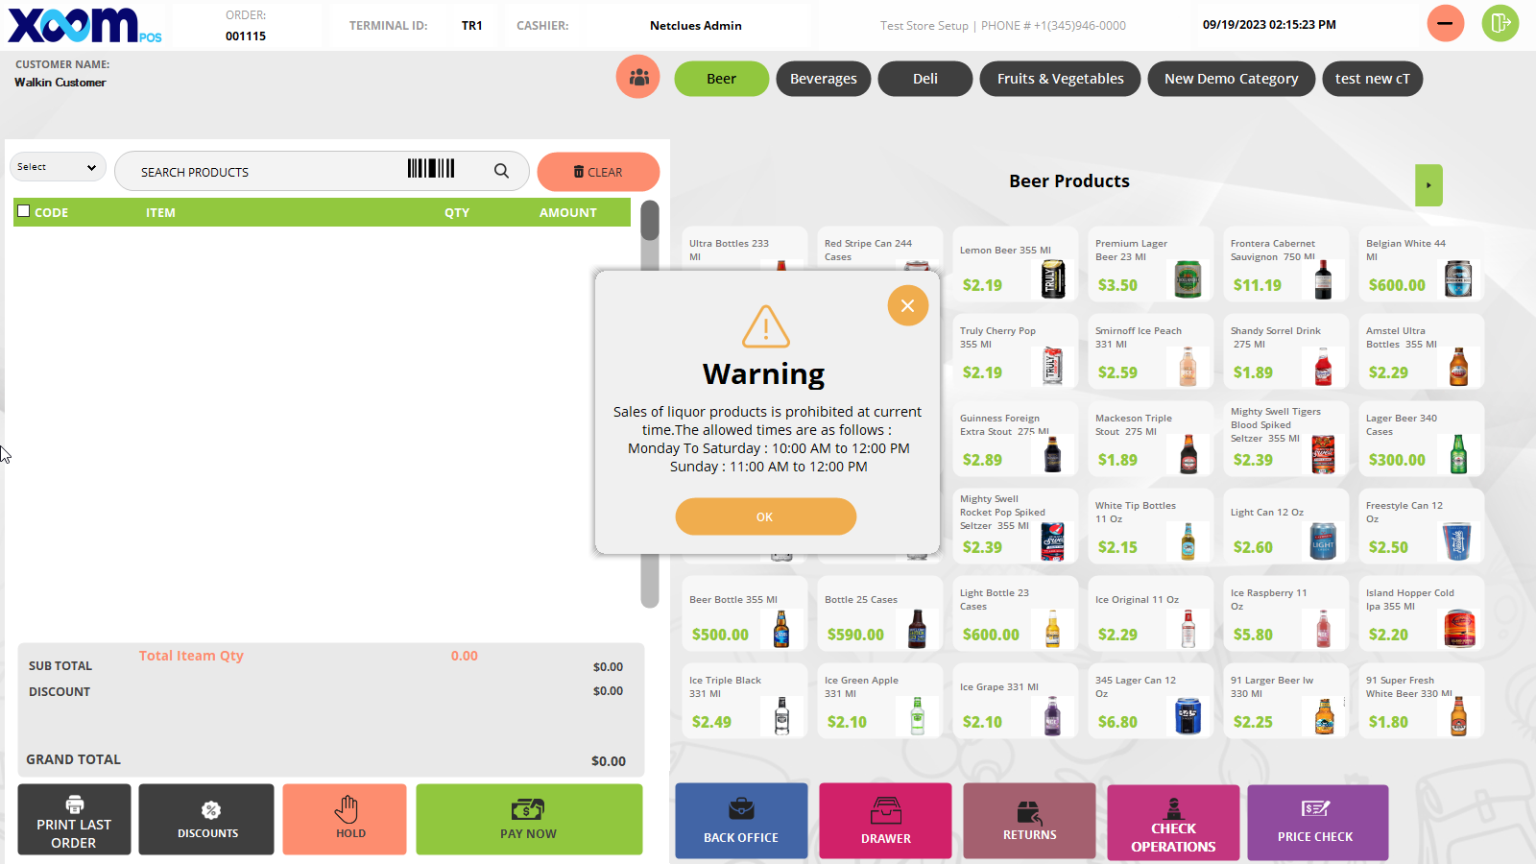 xoom POS
ORDER:
001115
TERMINAL ID:
TR1
CASHIER:
Netclues Admin
Test Store Setup | PHONE # +1(345)946-0000
09/19/2023 02:15:23 PM
CUSTOMER NAME:
Walkin Customer
Beer
Beverages
Deli
Fruits & Vegetables
New Demo Category
test new cT
Select
SEARCH PRODUCTS
CLEAR
CODE
ITEM
QTY
AMOUNT
Beer Products
Ultra Bottles 233
Ml
Red Stripe Can 244
Cases
Lemon Beer 355 Ml
$2.19
Premium Lager
Beer 23 Ml
$3.50
Frontera Cabernet
Sauvignon 750 Ml
$11.19
Belgian White 44
Ml
$600.00
Warning
Sales of liquor products is prohibited at current
time.The allowed times are as follows :
Monday To Saturday : 10:00 AM to 12:00 PM
Sunday : 11:00 AM to 12:00 PM
OK
Truly Cherry Pop
355 Ml
$2.19
Smirnoff Ice Peach
331 Ml
$2.59
Shandy Sorrel Drink
275 Ml
$1.89
Amstel Ultra
Bottles 355 Ml
$2.29
Guinness Foreign
Extra Stout 275 Ml
$2.89
Mackeson Triple
Stout 275 Ml
$1.89
Mighty Swell Tigers
Blood Spiked
Seltzer 355 Ml
$2.39
Lager Beer 340
Cases
$300.00
Mighty Swell
Rocket Pop Spiked
Seltzer 355 Ml
$2.39
White Tip Bottles
11 Oz
$2.15
Light Can 12 Oz
$2.60
Freestyle Can 12
Oz
$2.50
Beer Bottle 355 Ml
$500.00
Bottle 25 Cases
$590.00
Light Bottle 23
Cases
$600.00
Ice Original 11 Oz
$2.29
Ice Raspberry 11
Oz
$5.80
Island Hopper Cold
Ipa 355 Ml
$2.20
Ice Triple Black
331 Ml
$2.49
Ice Green Apple
331 Ml
$2.10
Ice Grape 331 Ml
$2.10
345 Lager Can 12
Oz
$6.80
91 Larger Beer lw
330 Ml
$2.25
91 Super Fresh
White Beer 330 Ml
$1.80
Total Iteam Qty
0.00
SUB TOTAL
$0.00
DISCOUNT
$0.00
GRAND TOTAL
$0.00
PRINT LAST
ORDER
DISCOUNTS
HOLD
PAY NOW
BACK OFFICE
DRAWER
RETURNS
CHECK
OPERATIONS
PRICE CHECK